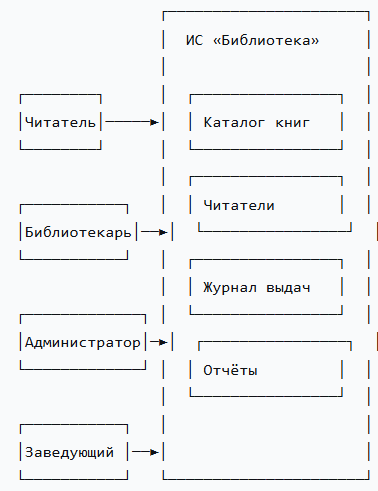 ИС «Библиотека»
Читатель
Каталог книг
Читатели
Библиотекарь
Журнал выдач
Администратор
Отчёты
Заведующий